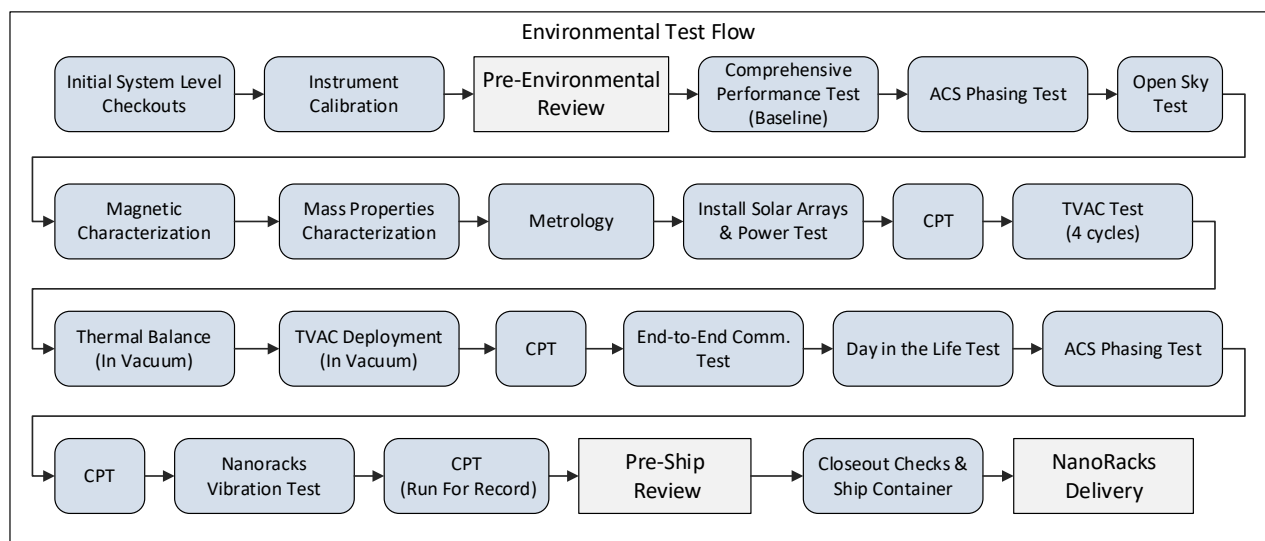 Environmental Test Flow
Initial System Level
Checkouts
Instrument
Calibration
Pre-Environmental
Review
Comprehensive
Performance Test
(Baseline)
ACS Phasing Test
Open Sky
Test
Magnetic
Characterization
Mass Properties
Characterization
Metrology
Install Solar Arrays
& Power Test
CPT
TVAC Test
(4 cycles)
Thermal Balance
(In Vacuum)
TVAC Deployment
(In Vacuum)
CPT
End-to-End Comm.
Test
Day in the Life Test
ACS Phasing Test
CPT
Nanoracks
Vibration Test
CPT
(Run For Record)
Pre-Ship
Review
Closeout Checks &
Ship Container
NanoRacks
Delivery